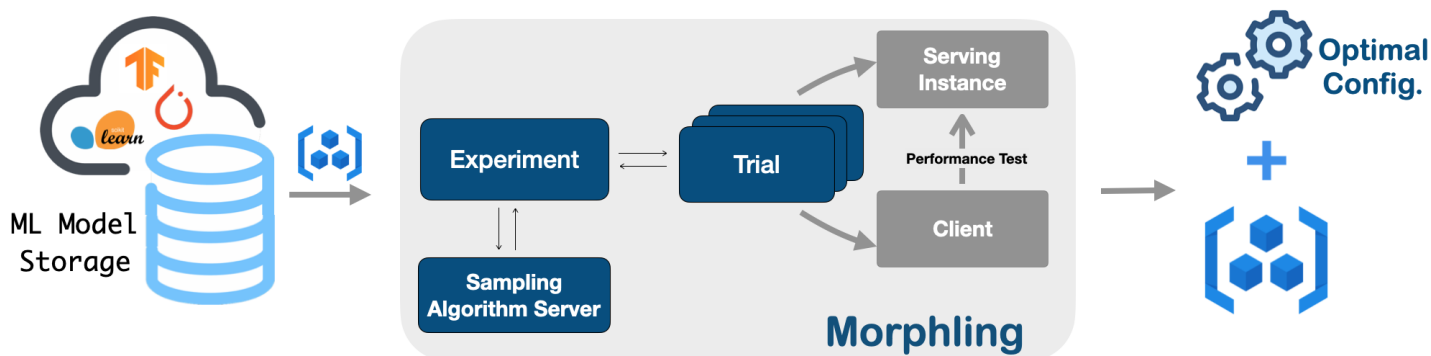 ML Model
Storage
learn
Experiment
Sampling
Algorithm Server
Trial
Serving
Instance
Performance Test
Client
Morphling
Optimal
Config.